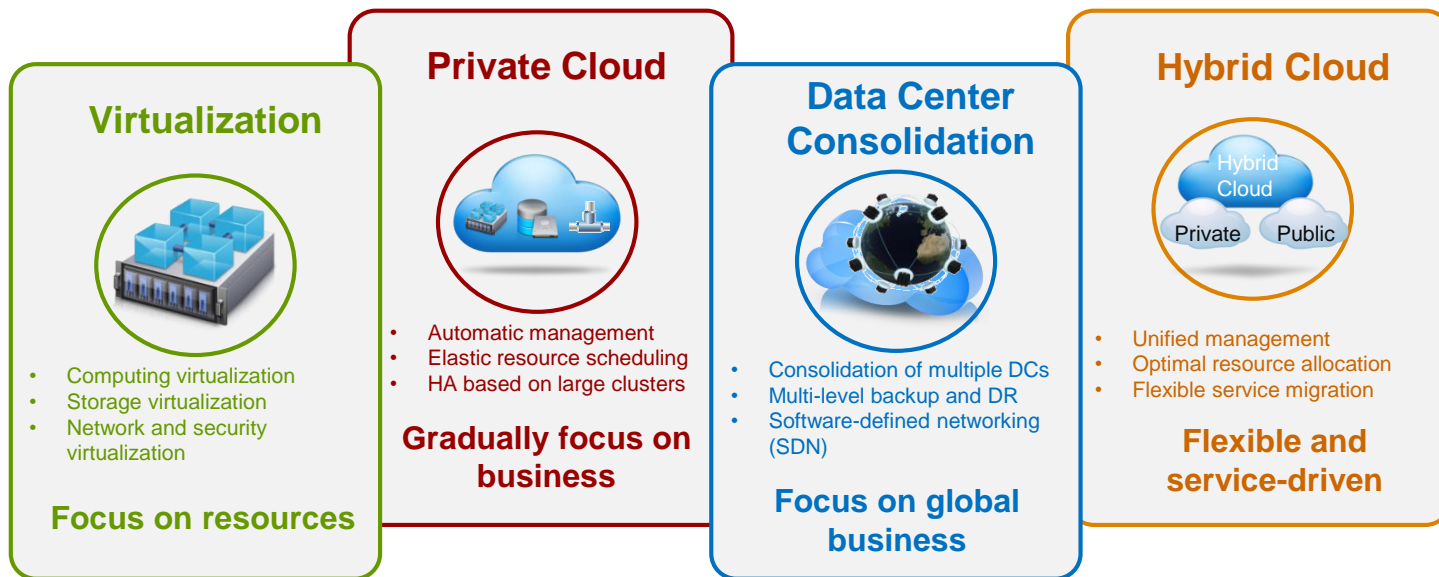 Virtualization
• Computing virtualization
• Storage virtualization
• Network and security
virtualization
Focus on resources
Private Cloud
• Automatic management
• Elastic resource scheduling
• HA based on large clusters
Gradually focus on
business
Data Center
Consolidation
• Consolidation of multiple DCs
• Multi-level backup and DR
• Software-defined networking
(SDN)
Focus on global
business
Hybrid Cloud
Hybrid
Cloud
Private
Public
• Unified management
• Optimal resource allocation
• Flexible service migration
Flexible and
service-driven